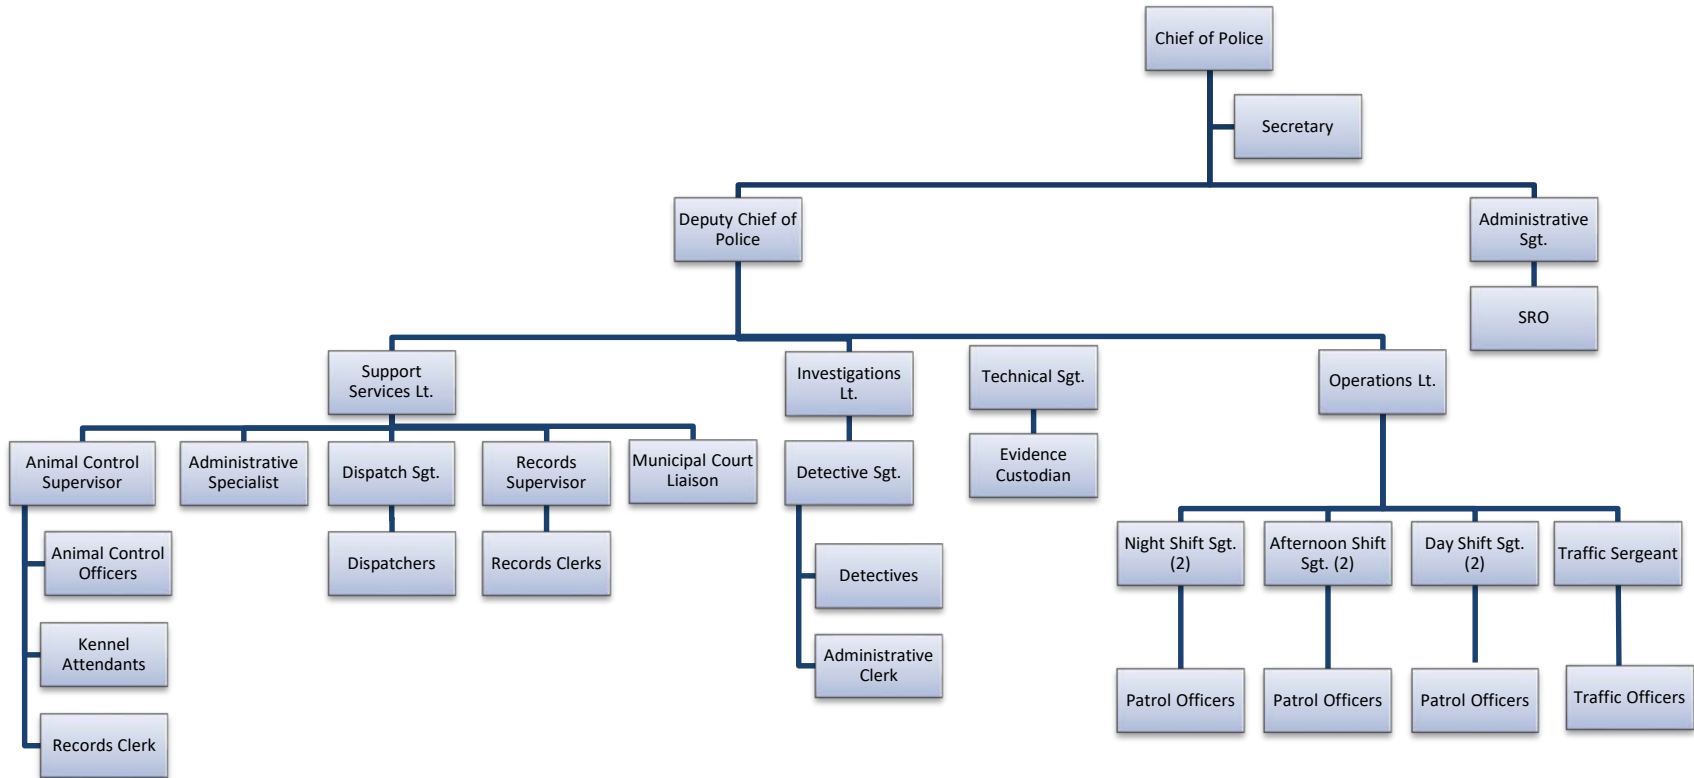 Chief of Police
Secretary
Deputy Chief of
Police
Administrative
Sgt.
SRO
Support
Services Lt.
Investigations
Lt.
Technical Sgt.
Operations Lt.
Animal Control
Supervisor
Administrative
Specialist
Dispatch Sgt.
Records
Supervisor
Municipal Court
Liaison
Detective Sgt.
Evidence
Custodian
Animal Control
Officers
Dispatchers
Records Clerks
Detectives
Night Shift Sgt.
(2)
Afternoon Shift
Sgt. (2)
Day Shift Sgt.
(2)
Traffic Sergeant
Kennel
Attendants
Administrative
Clerk
Patrol Officers
Patrol Officers
Patrol Officers
Traffic Officers
Records Clerk